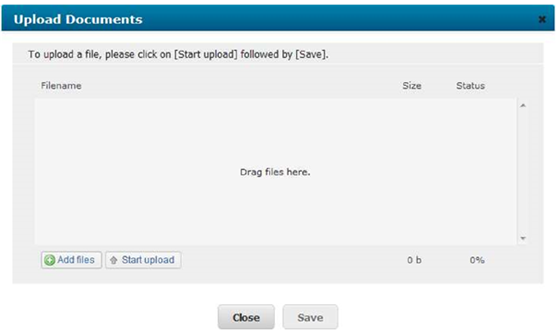 Upload Documents
To upload a file, please click on [Start upload] followed by [Save].
Filename Size Status
Drag files here.
Add files Start upload 0 b 0%
Close Save